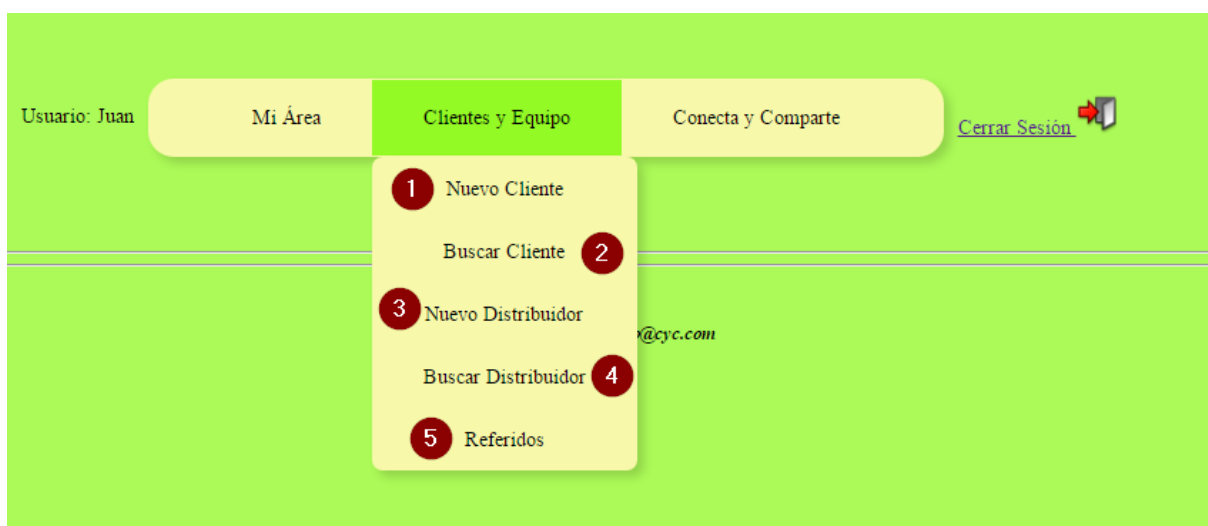 Usuario: Juan Mi Área Clientes y Equipo Conecta y Comparte Cerrar Sesión
1 Nuevo Cliente
Buscar Cliente 2
3 Nuevo Distribuidor
@cyc.com
Buscar Distribuidor 4
5 Referidos